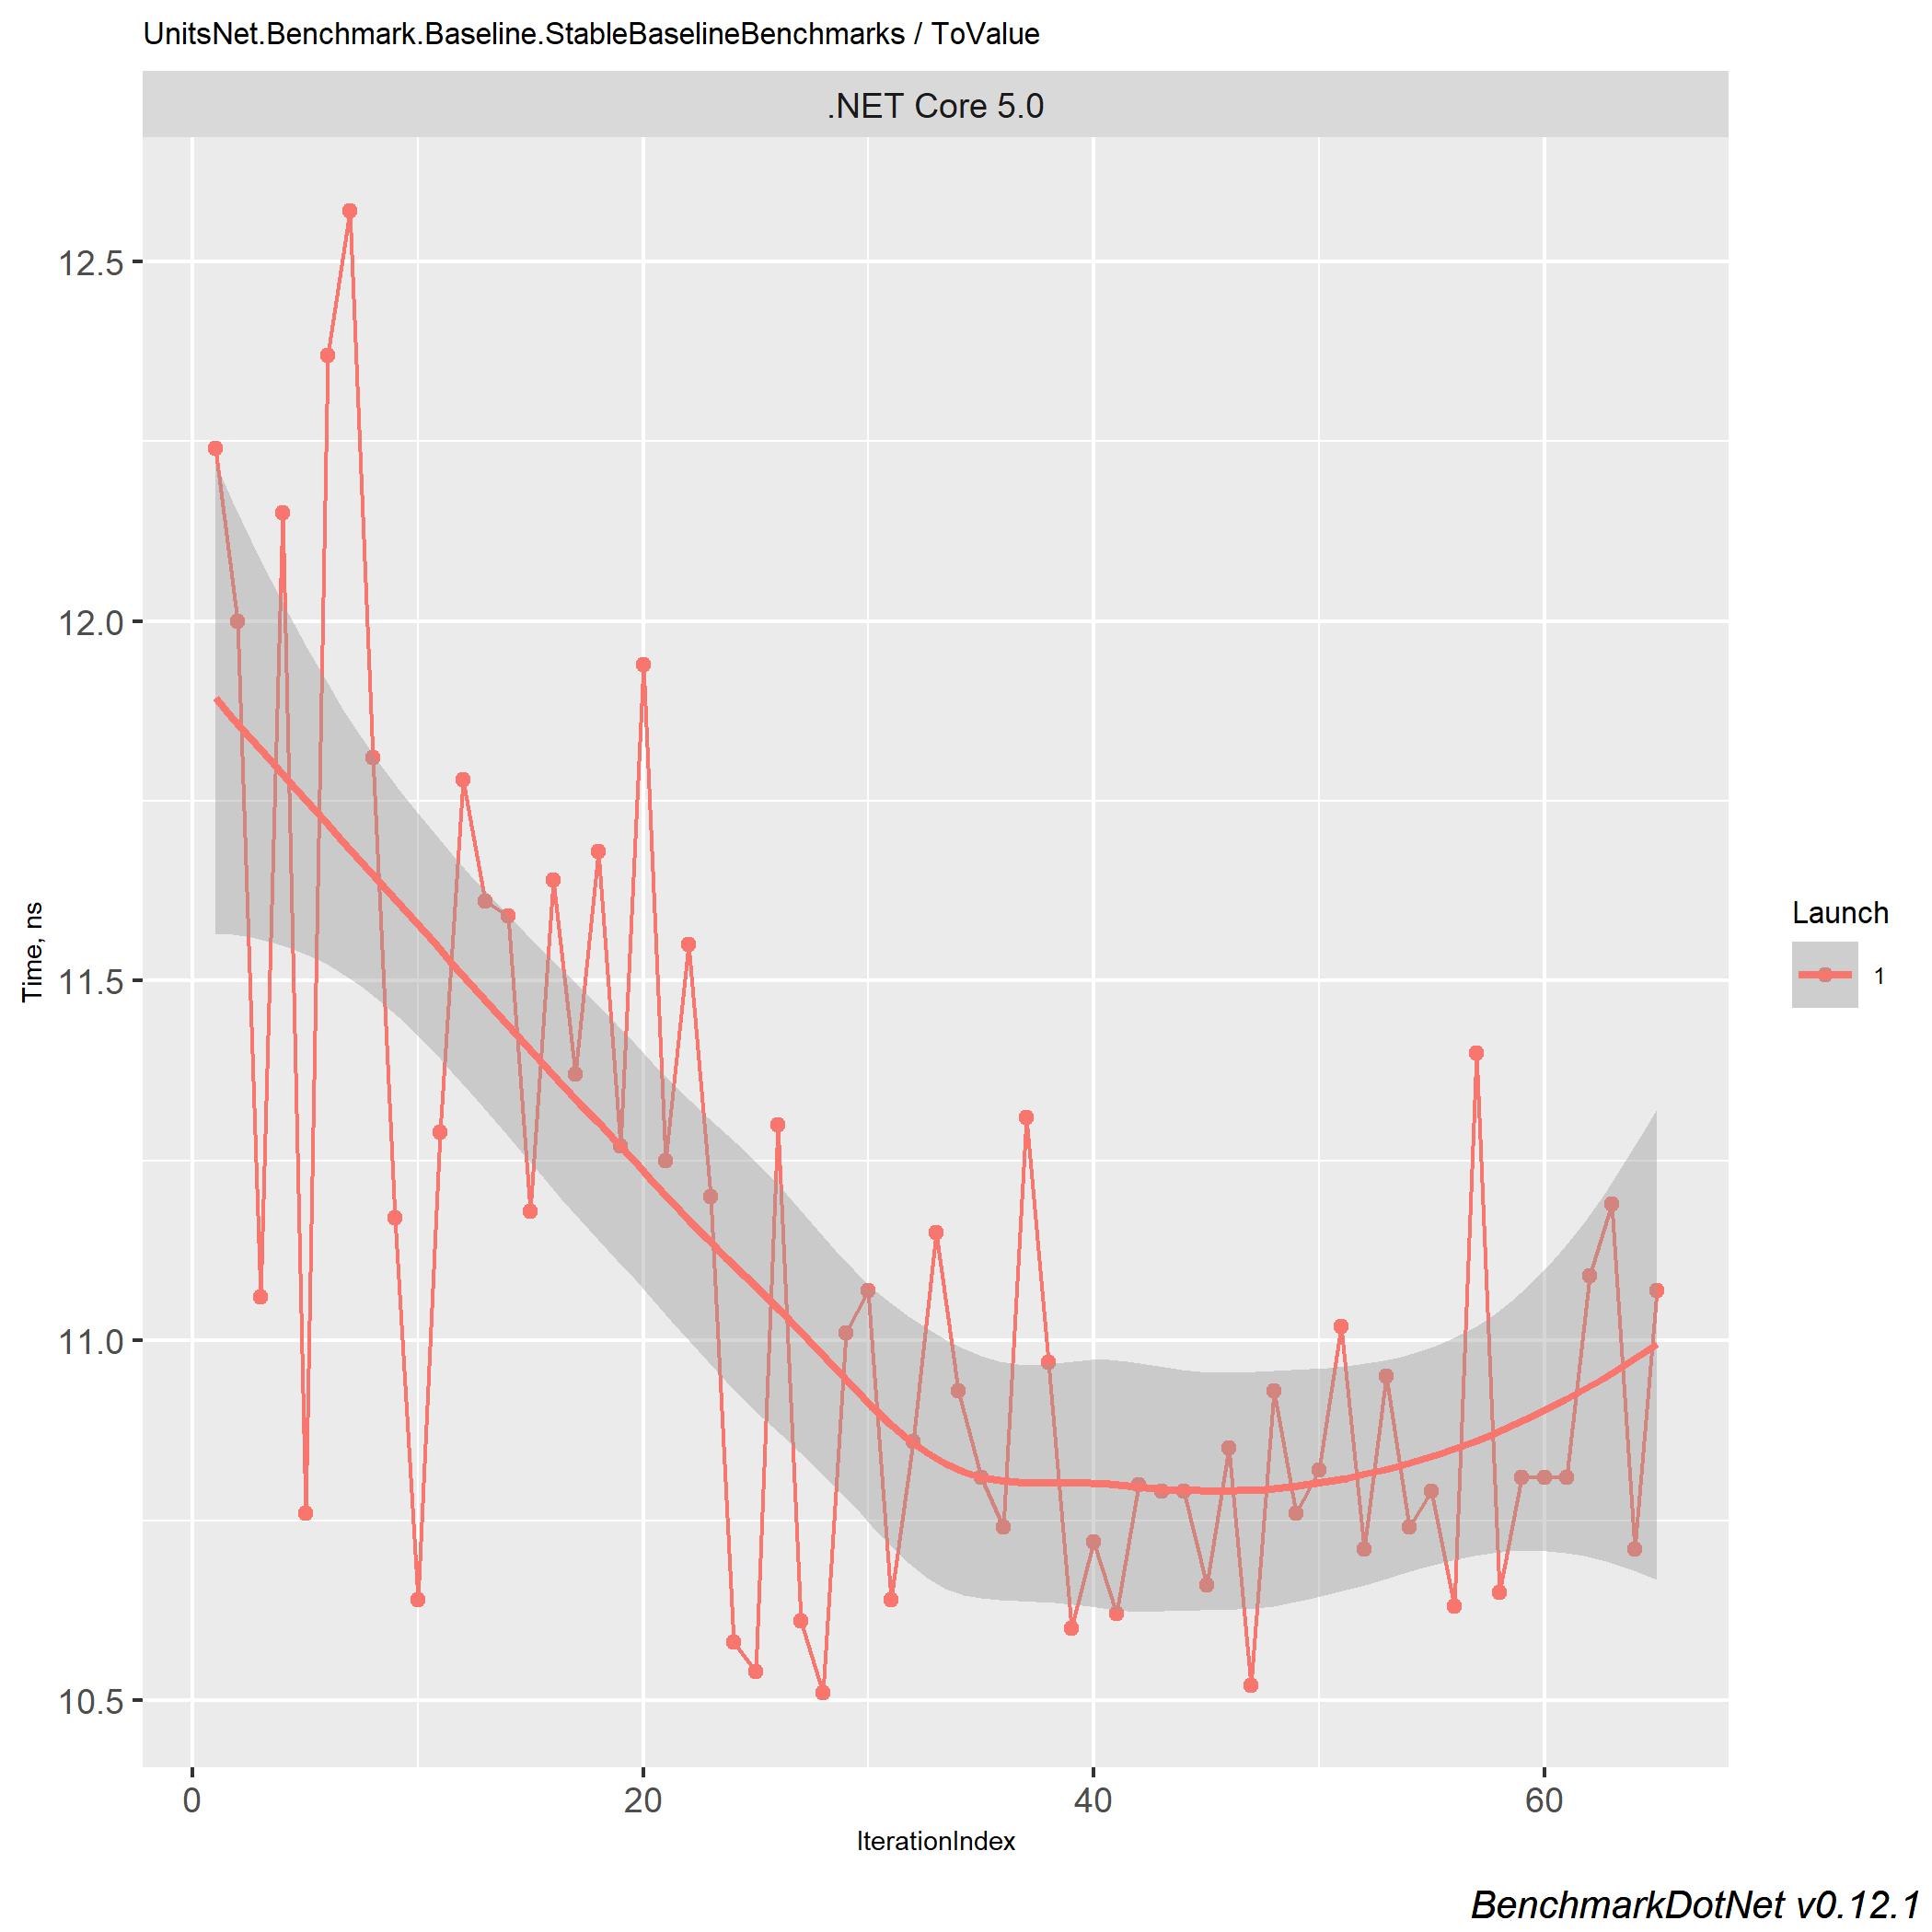 UnitsNet.Benchmark.Baseline.StableBaselineBenchmarks / ToValue
.NET Core 5.0
12.5
12.0
11.5
11.0
10.5
Time, ns
0 20 40 60
IterationIndex
Launch
1
BenchmarkDotNet v0.12.1